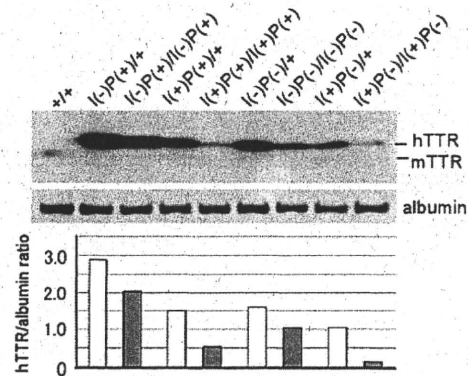 +/+
I(-)P(+)/+
I(-)P(+)/I(-)P(+)
I(+)P(+)/+
I(+)P(+)/I(+)P(+)
I(-)P(-)/+
I(-)P(-)/I(-)P(-)
I(+)P(-)/+
I(+)P(-)/I(+)P(-)
hTTR
mTTR
albumin
hTTR/albumin ratio
3.0
2.0
1.0
0